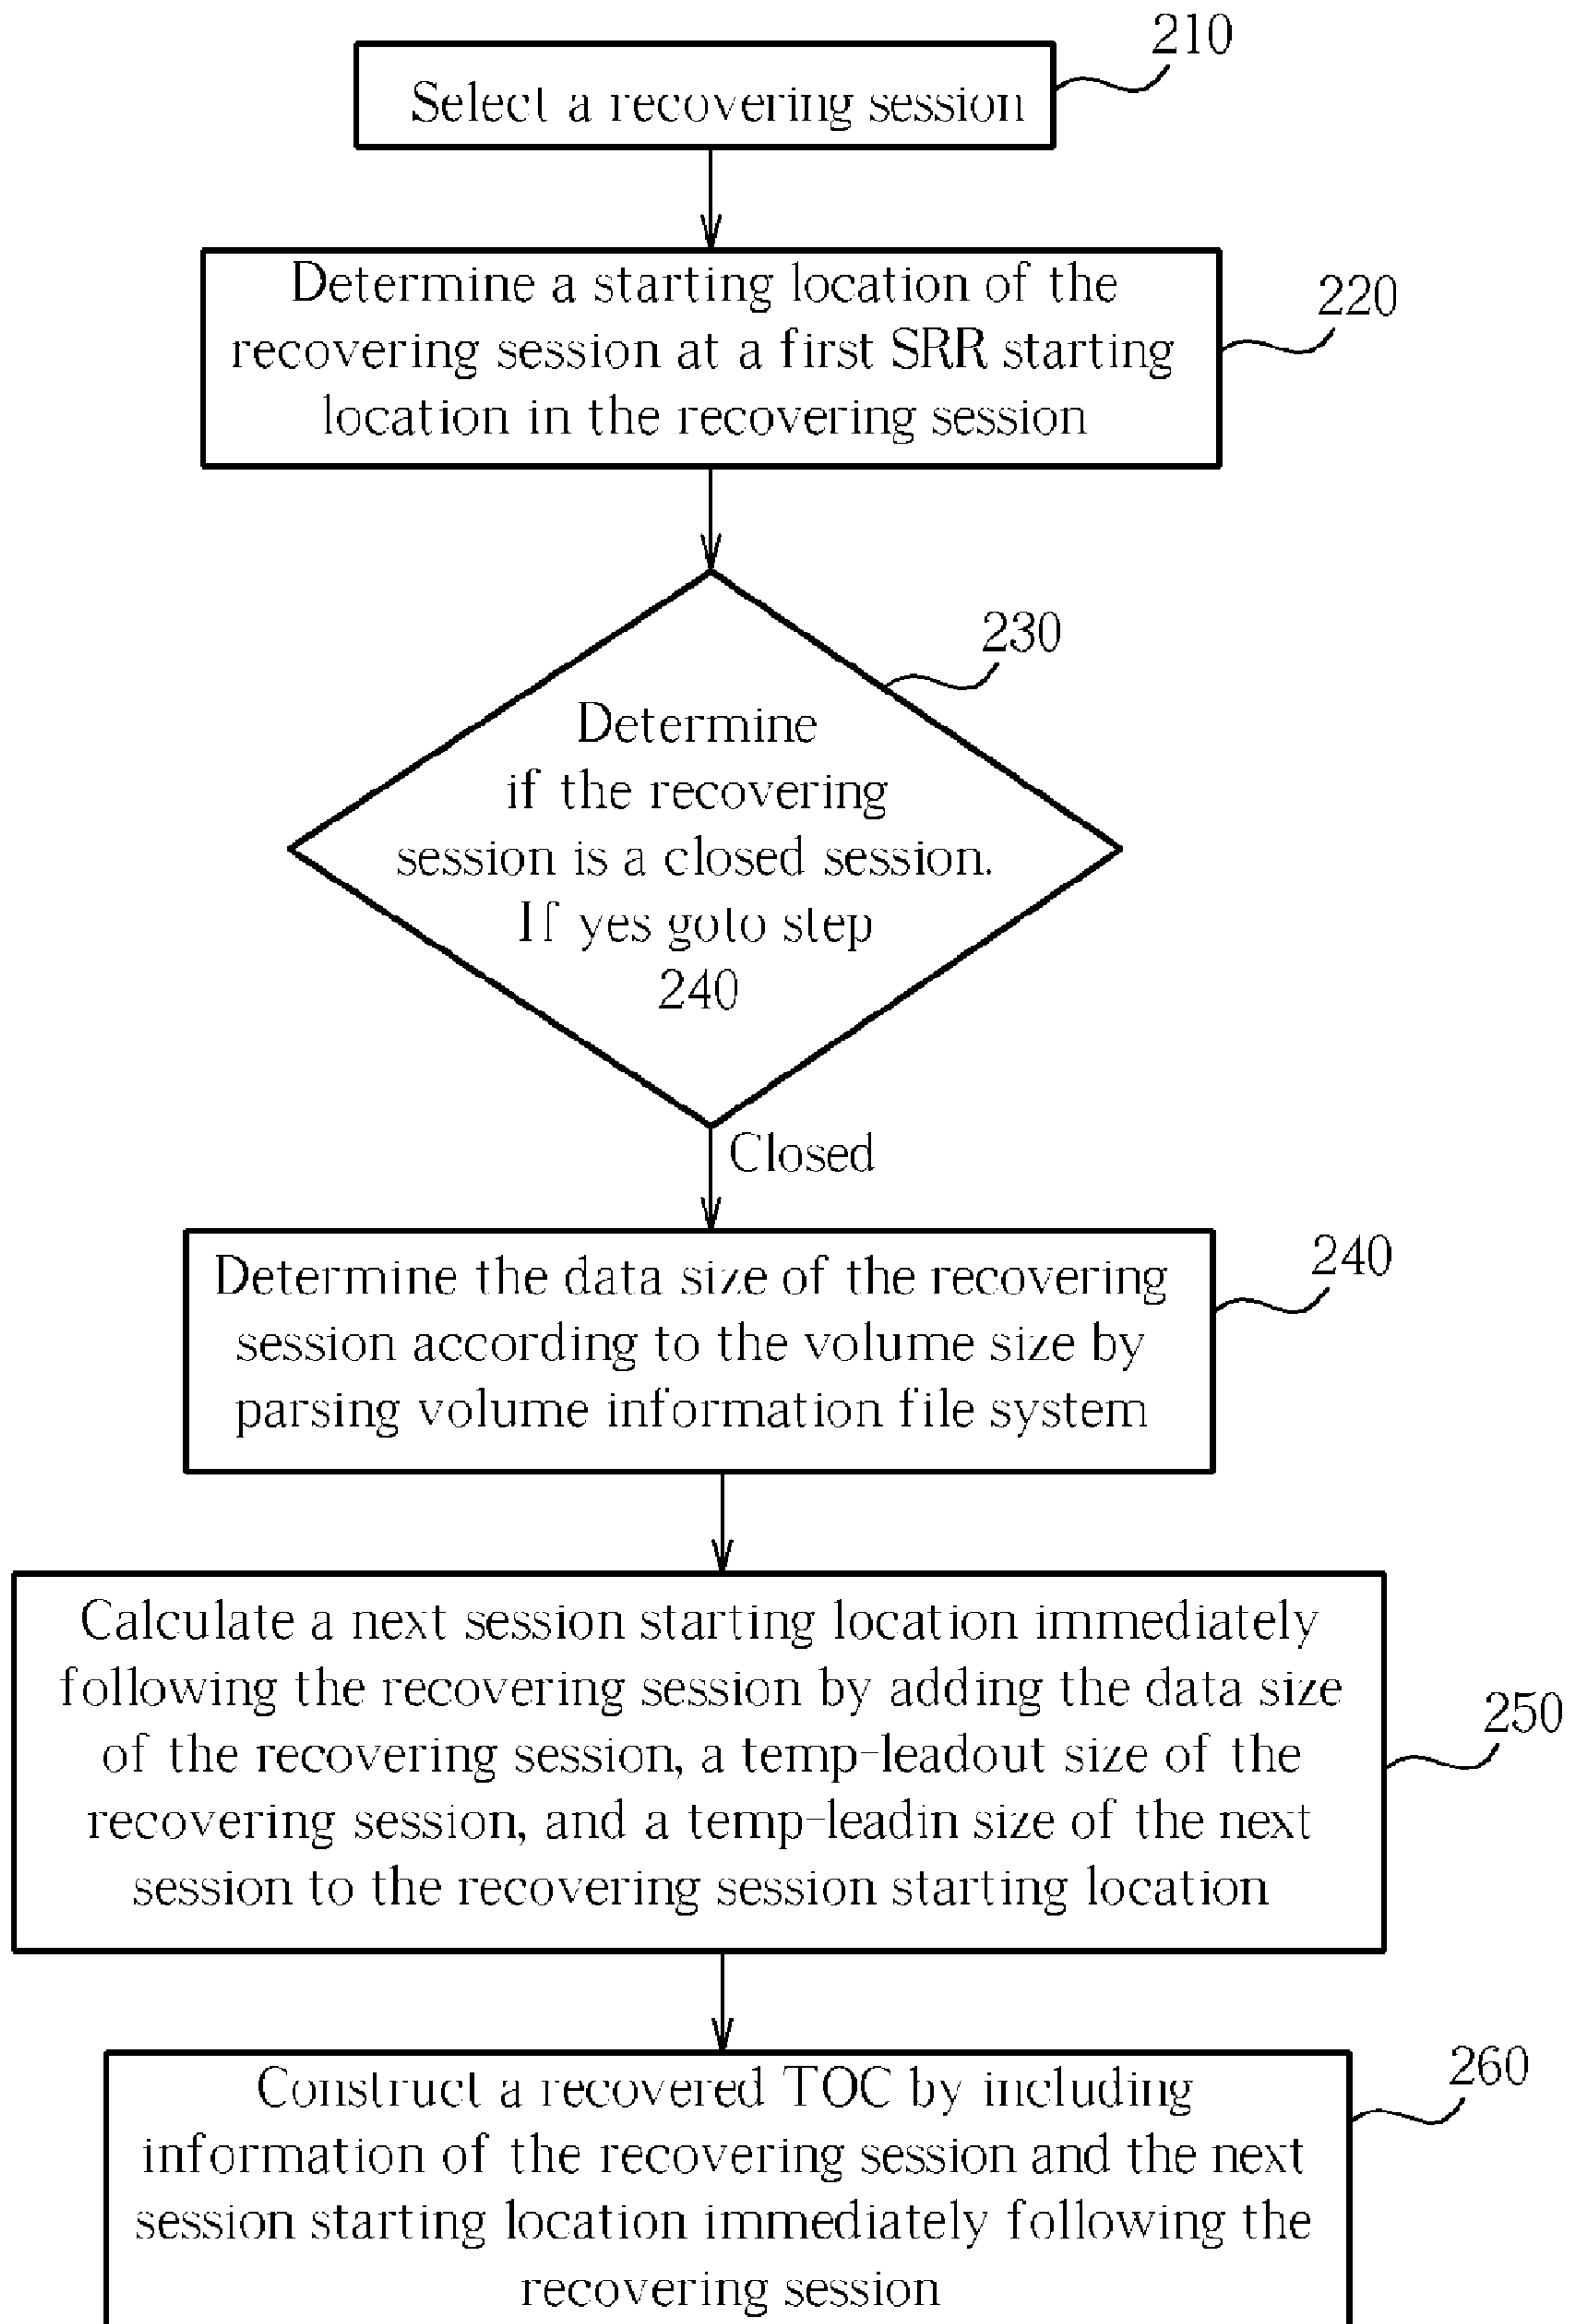 210
Select a recovering session
Determine a starting location of the
recovering session at a first SRR starting
location in the recovering session
220
230
Determine
if the recovering
session is a closed session.
If yes goto step
240
Closed
Determine the data size of the recovering
session according to the volume size by
parsing volume information file system
240
Calculate a next session starting location immediately
following the recovering session by adding the data size
of the recovering session, a temp-leadout size of the
recovering session, and a temp-leadin size of the next
session to the recovering session starting location
250
Construct a recovered TOC by including
information of the recovering session and the next
session starting location immediately following the
recovering session
260